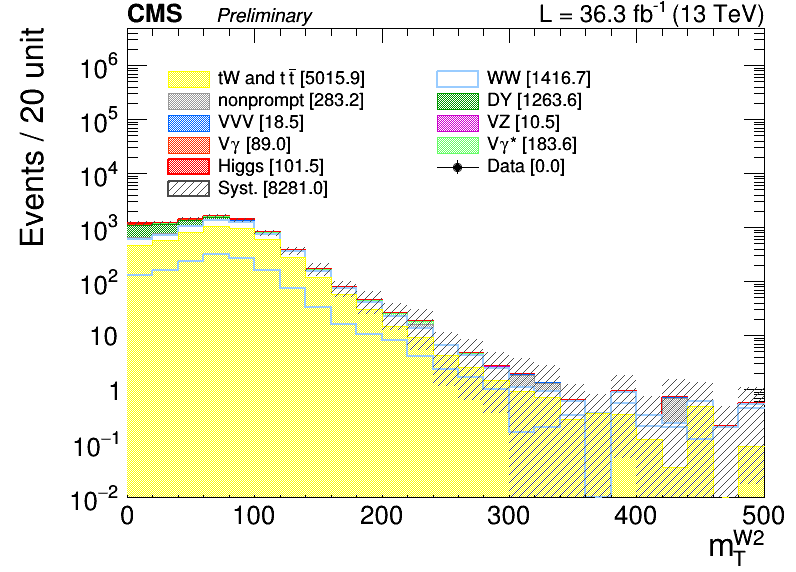 CMS Preliminary L = 36.3 fb⁻¹ (13 TeV)
Events / 20 unit
10⁶
10⁵
10⁴
10³
10²
10
1
10⁻¹
10⁻²
tW and tt̄ [5015.9]
nonprompt [283.2]
VVV [18.5]
Vγ [89.0]
Higgs [101.5]
Syst. [8281.0]
WW [1416.7]
DY [1263.6]
VZ [10.5]
Vγ* [183.6]
Data [0.0]
0 100 200 300 400 500
m_T^W2